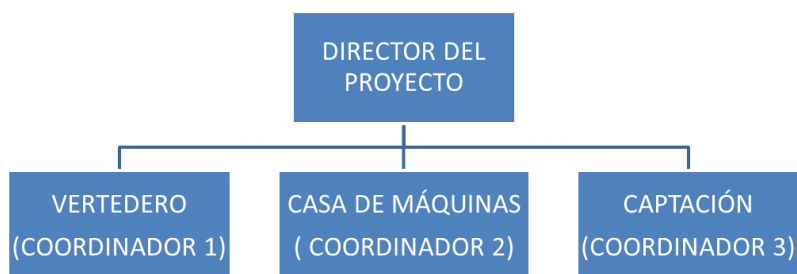 DIRECTOR DEL
PROYECTO
VERTEDERO
(COORDINADOR 1)
CASA DE MÁQUINAS
( COORDINADOR 2)
CAPTACIÓN
(COORDINADOR 3)